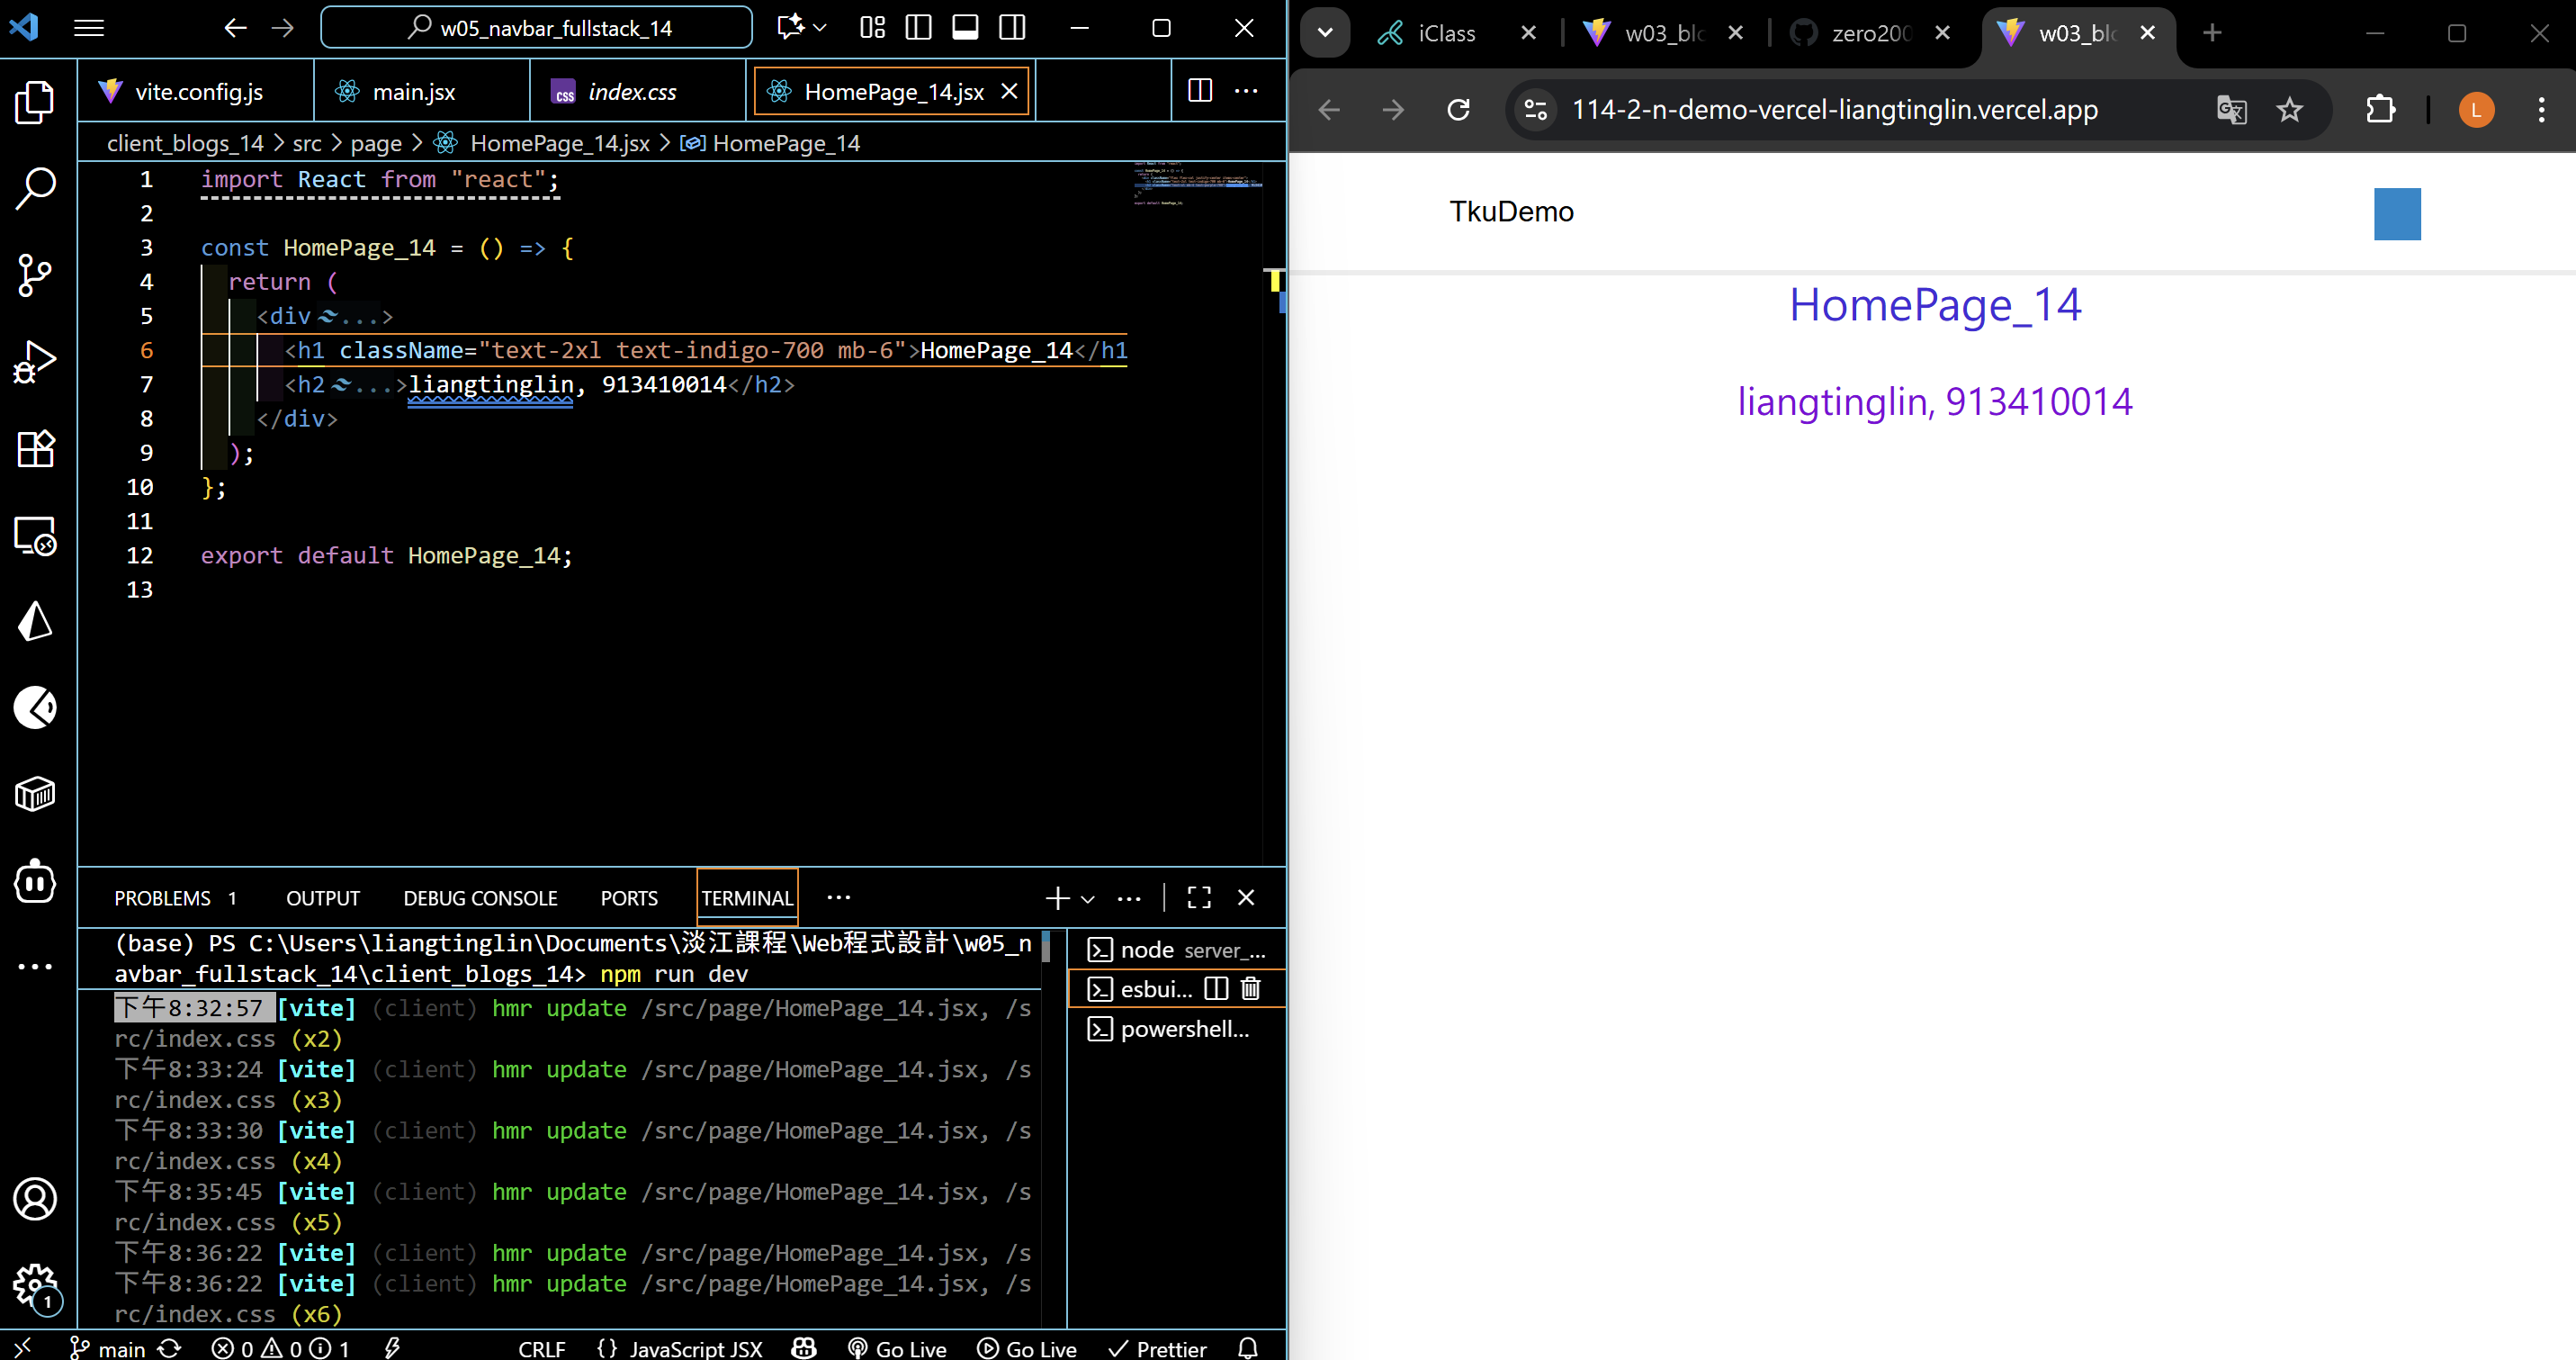 w05_navbar_fullstack_14
vite.config.js
main.jsx
index.css
HomePage_14.jsx
client_blogs_14 > src > page > HomePage_14.jsx > HomePage_14
1 import React from "react";
2
3 const HomePage_14 = () => {
4 return (
5 <div ...>
6 <h1 className="text-2xl text-indigo-700 mb-6">HomePage_14</h1
7 <h2 ...>liangtinglin, 913410014</h2>
8 </div>
9 );
10 };
11
12 export default HomePage_14;
13
PROBLEMS 1 OUTPUT DEBUG CONSOLE PORTS TERMINAL ...
(base) PS C:\Users\liangtinglin\Documents\淡江課程\Web程式設計\w05_n
avbar_fullstack_14\client_blogs_14> npm run dev
下午8:32:57 [vite] (client) hmr update /src/page/HomePage_14.jsx, /s
rc/index.css (x2)
下午8:33:24 [vite] (client) hmr update /src/page/HomePage_14.jsx, /s
rc/index.css (x3)
下午8:33:30 [vite] (client) hmr update /src/page/HomePage_14.jsx, /s
rc/index.css (x4)
下午8:35:45 [vite] (client) hmr update /src/page/HomePage_14.jsx, /s
rc/index.css (x5)
下午8:36:22 [vite] (client) hmr update /src/page/HomePage_14.jsx, /s
下午8:36:22 [vite] (client) hmr update /src/page/HomePage_14.jsx, /s
rc/index.css (x6)
node server_...
esbui...
powershell...
1
main 0 0 1 CRLF {} JavaScript JSX Go Live Go Live Prettier
iClass
w03_blo
zero200
w03_blo
114-2-n-demo-vercel-liangtinglin.vercel.app
L
TkuDemo
HomePage_14
liangtinglin, 913410014